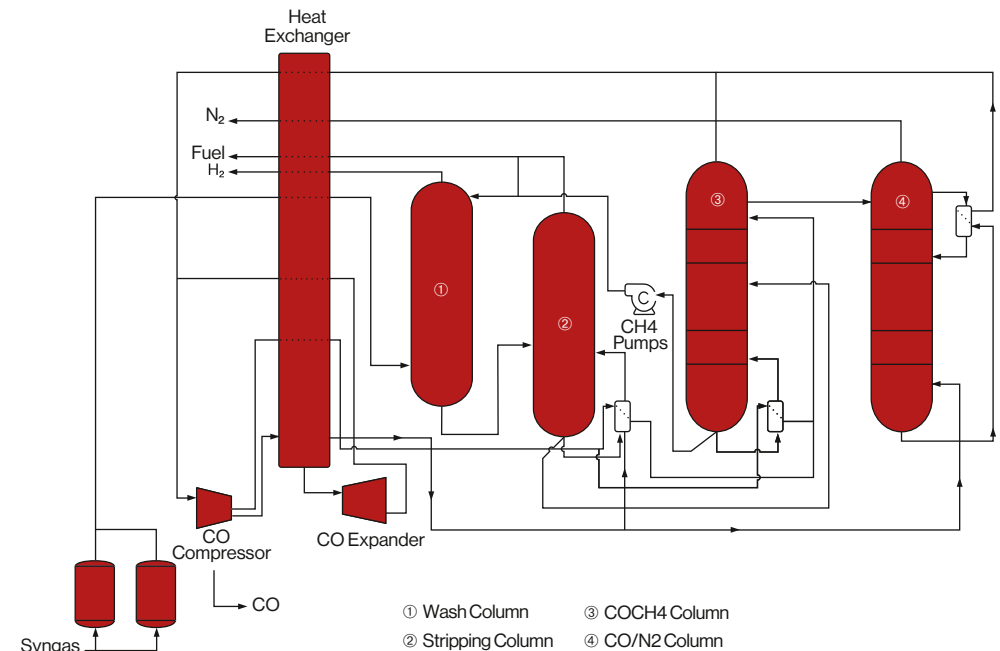 Heat
Exchanger
N₂
Fuel
H₂
①
②
③
④
C
CH4
Pumps
CO
Compressor
CO Expander
CO
Syngas
① Wash Column
③ COCH4 Column
② Stripping Column
④ CO/N2 Column